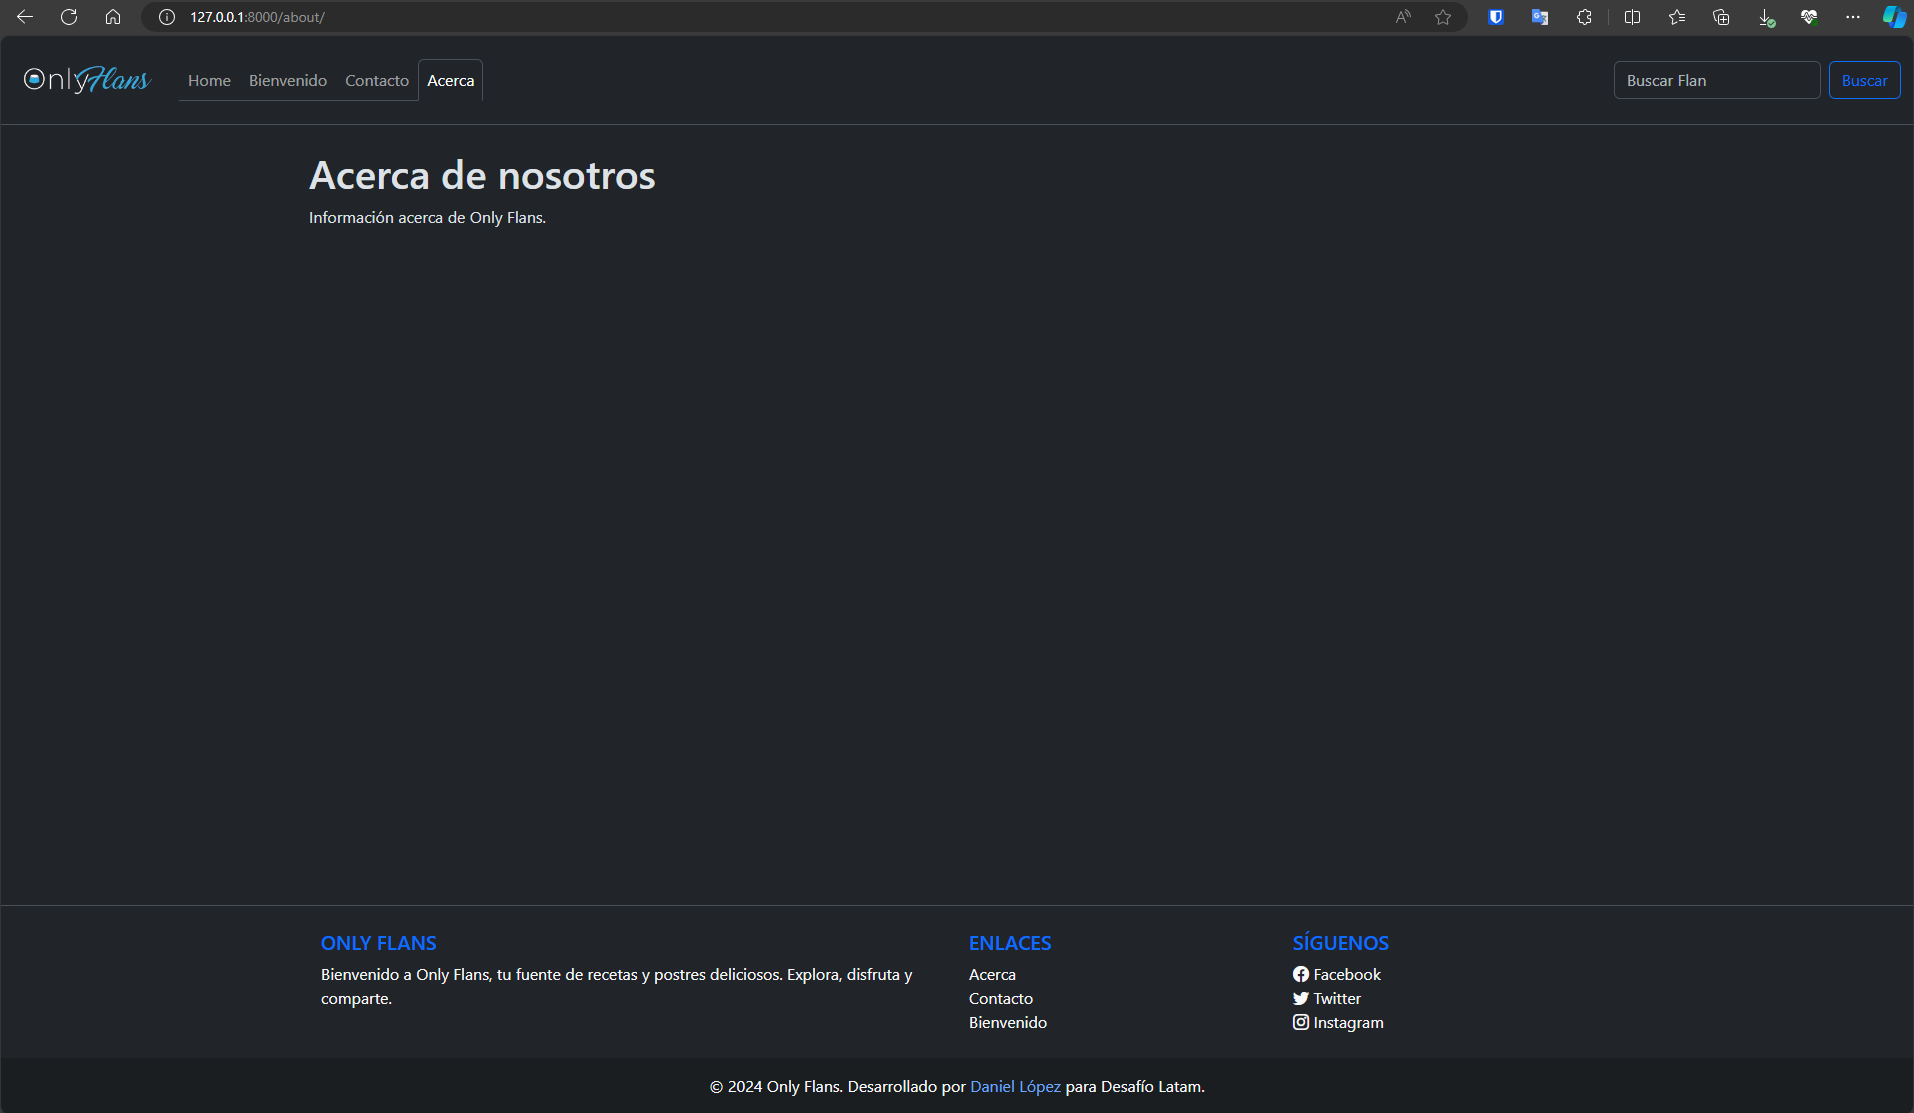 127.0.0.1:8000/about/
OnlyFlans
Home Bienvenido Contacto Acerca
Buscar Flan Buscar
Acerca de nosotros
Información acerca de Only Flans.
ONLY FLANS
Bienvenido a Only Flans, tu fuente de recetas y postres deliciosos. Explora, disfruta y
comparte.
ENLACES
Acerca
Contacto
Bienvenido
SÍGUENOS
Facebook
Twitter
Instagram
© 2024 Only Flans. Desarrollado por Daniel López para Desafío Latam.